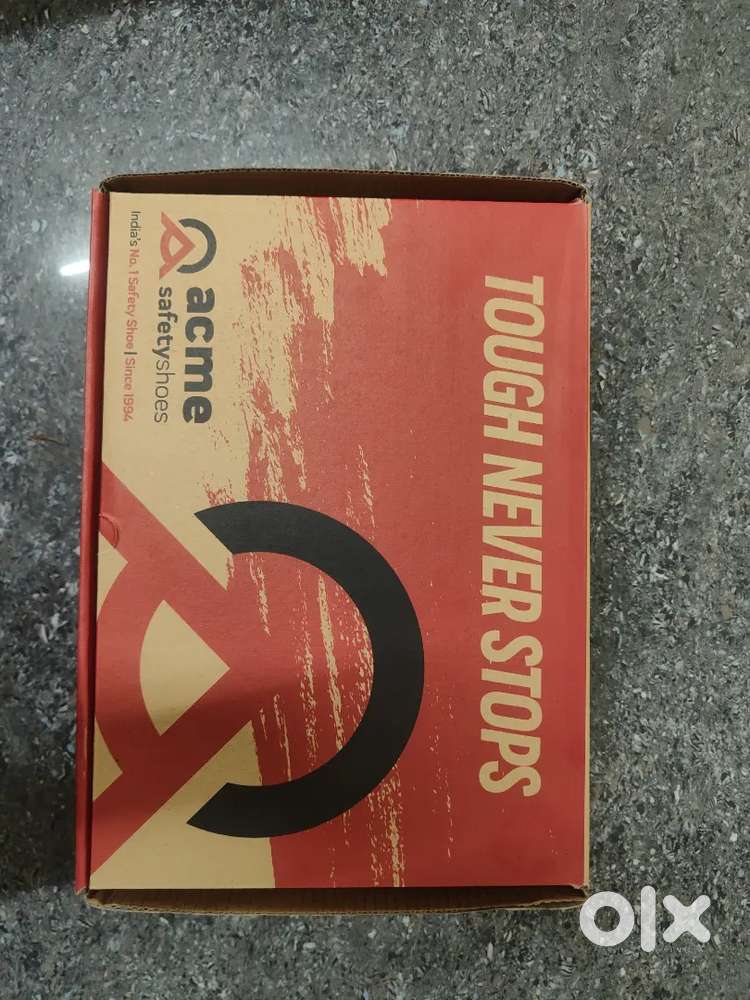 TOUGH NEVER STOPS
acme
safetyshoes
India's No. 1 Safety Shoe | Since 1994
olx